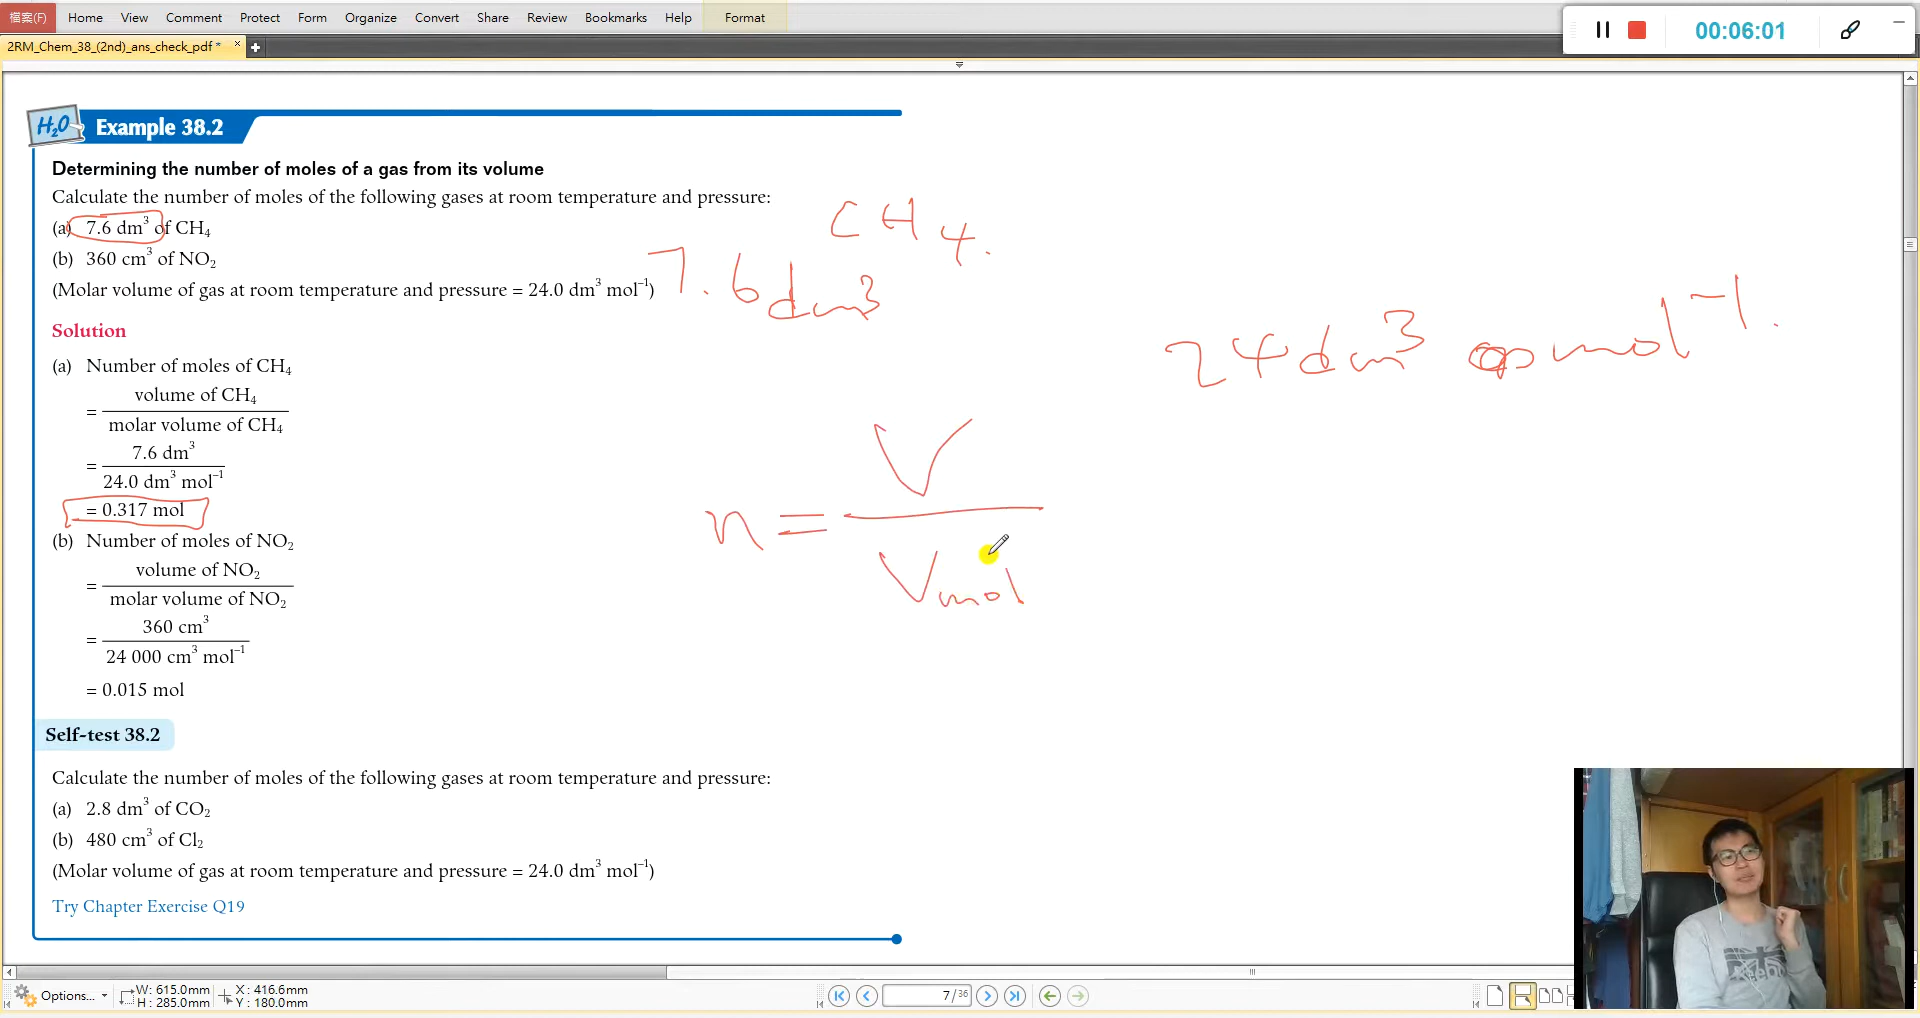 檔案(F) Home View Comment Protect Form Organize Convert Share Review Bookmarks Help Format
00:06:01
2RM_Chem_38_(2nd)_ans_check_pdf * × +
H₂O Example 38.2
Determining the number of moles of a gas from its volume
Calculate the number of moles of the following gases at room temperature and pressure:
(a) 7.6 dm³ of CH₄
(b) 360 cm³ of NO₂
(Molar volume of gas at room temperature and pressure = 24.0 dm³ mol⁻¹)
CH₄.
7.6dm³
24dm³ mol⁻¹.
Solution
(a) Number of moles of CH₄
= volume of CH₄
molar volume of CH₄
= 7.6 dm³
24.0 dm³ mol⁻¹
= 0.317 mol
(b) Number of moles of NO₂
= volume of NO₂
molar volume of NO₂
= 360 cm³
24 000 cm³ mol⁻¹
= 0.015 mol
n = V
Vmol
Self-test 38.2
Calculate the number of moles of the following gases at room temperature and pressure:
(a) 2.8 dm³ of CO₂
(b) 480 cm³ of Cl₂
(Molar volume of gas at room temperature and pressure = 24.0 dm³ mol⁻¹)
Try Chapter Exercise Q19
Options...
W: 615.0mm
H: 285.0mm
X: 416.6mm
Y: 180.0mm
7/36